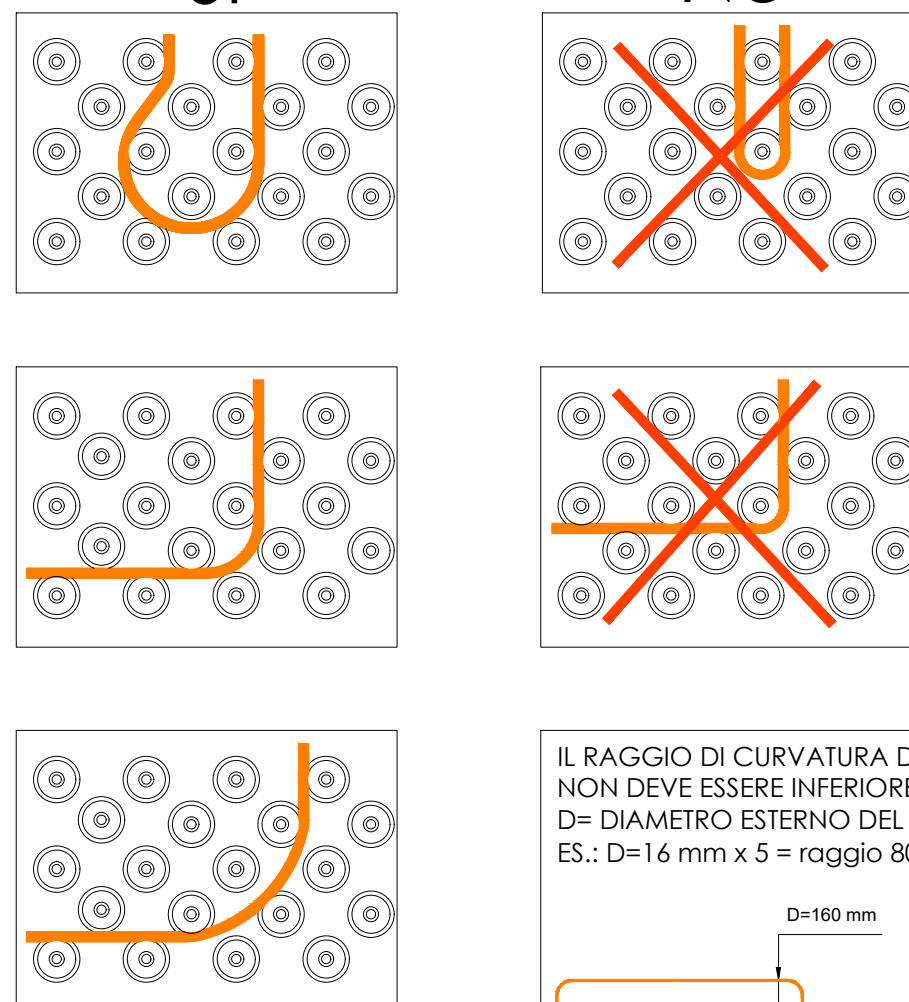 IL RAGGIO DI CURVATURA
NON DEVE ESSERE INFERIORE
D= DIAMETRO ESTERNO DEL
ES.: D=16 mm x 5 = raggio 80
D=160 mm